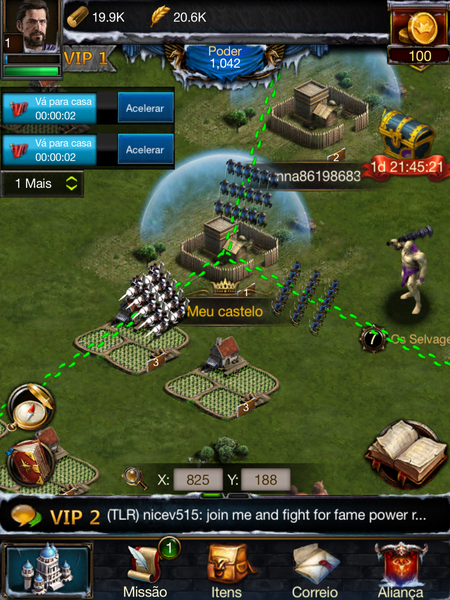 19.9K
20.6K
1
VIP 1
Poder
1,042
100
Vá para casa
00:00:02
Acelerar
Vá para casa
00:00:02
Acelerar
1 Mais
1d 21:45:21
2
mna86198683
1
Meu castelo
7
Os Selvage
3
3
3
X: 825 Y: 188
VIP 2 (TLR) nicev515: join me and fight for fame power r...
1
Missão
Itens
Correio
Aliança